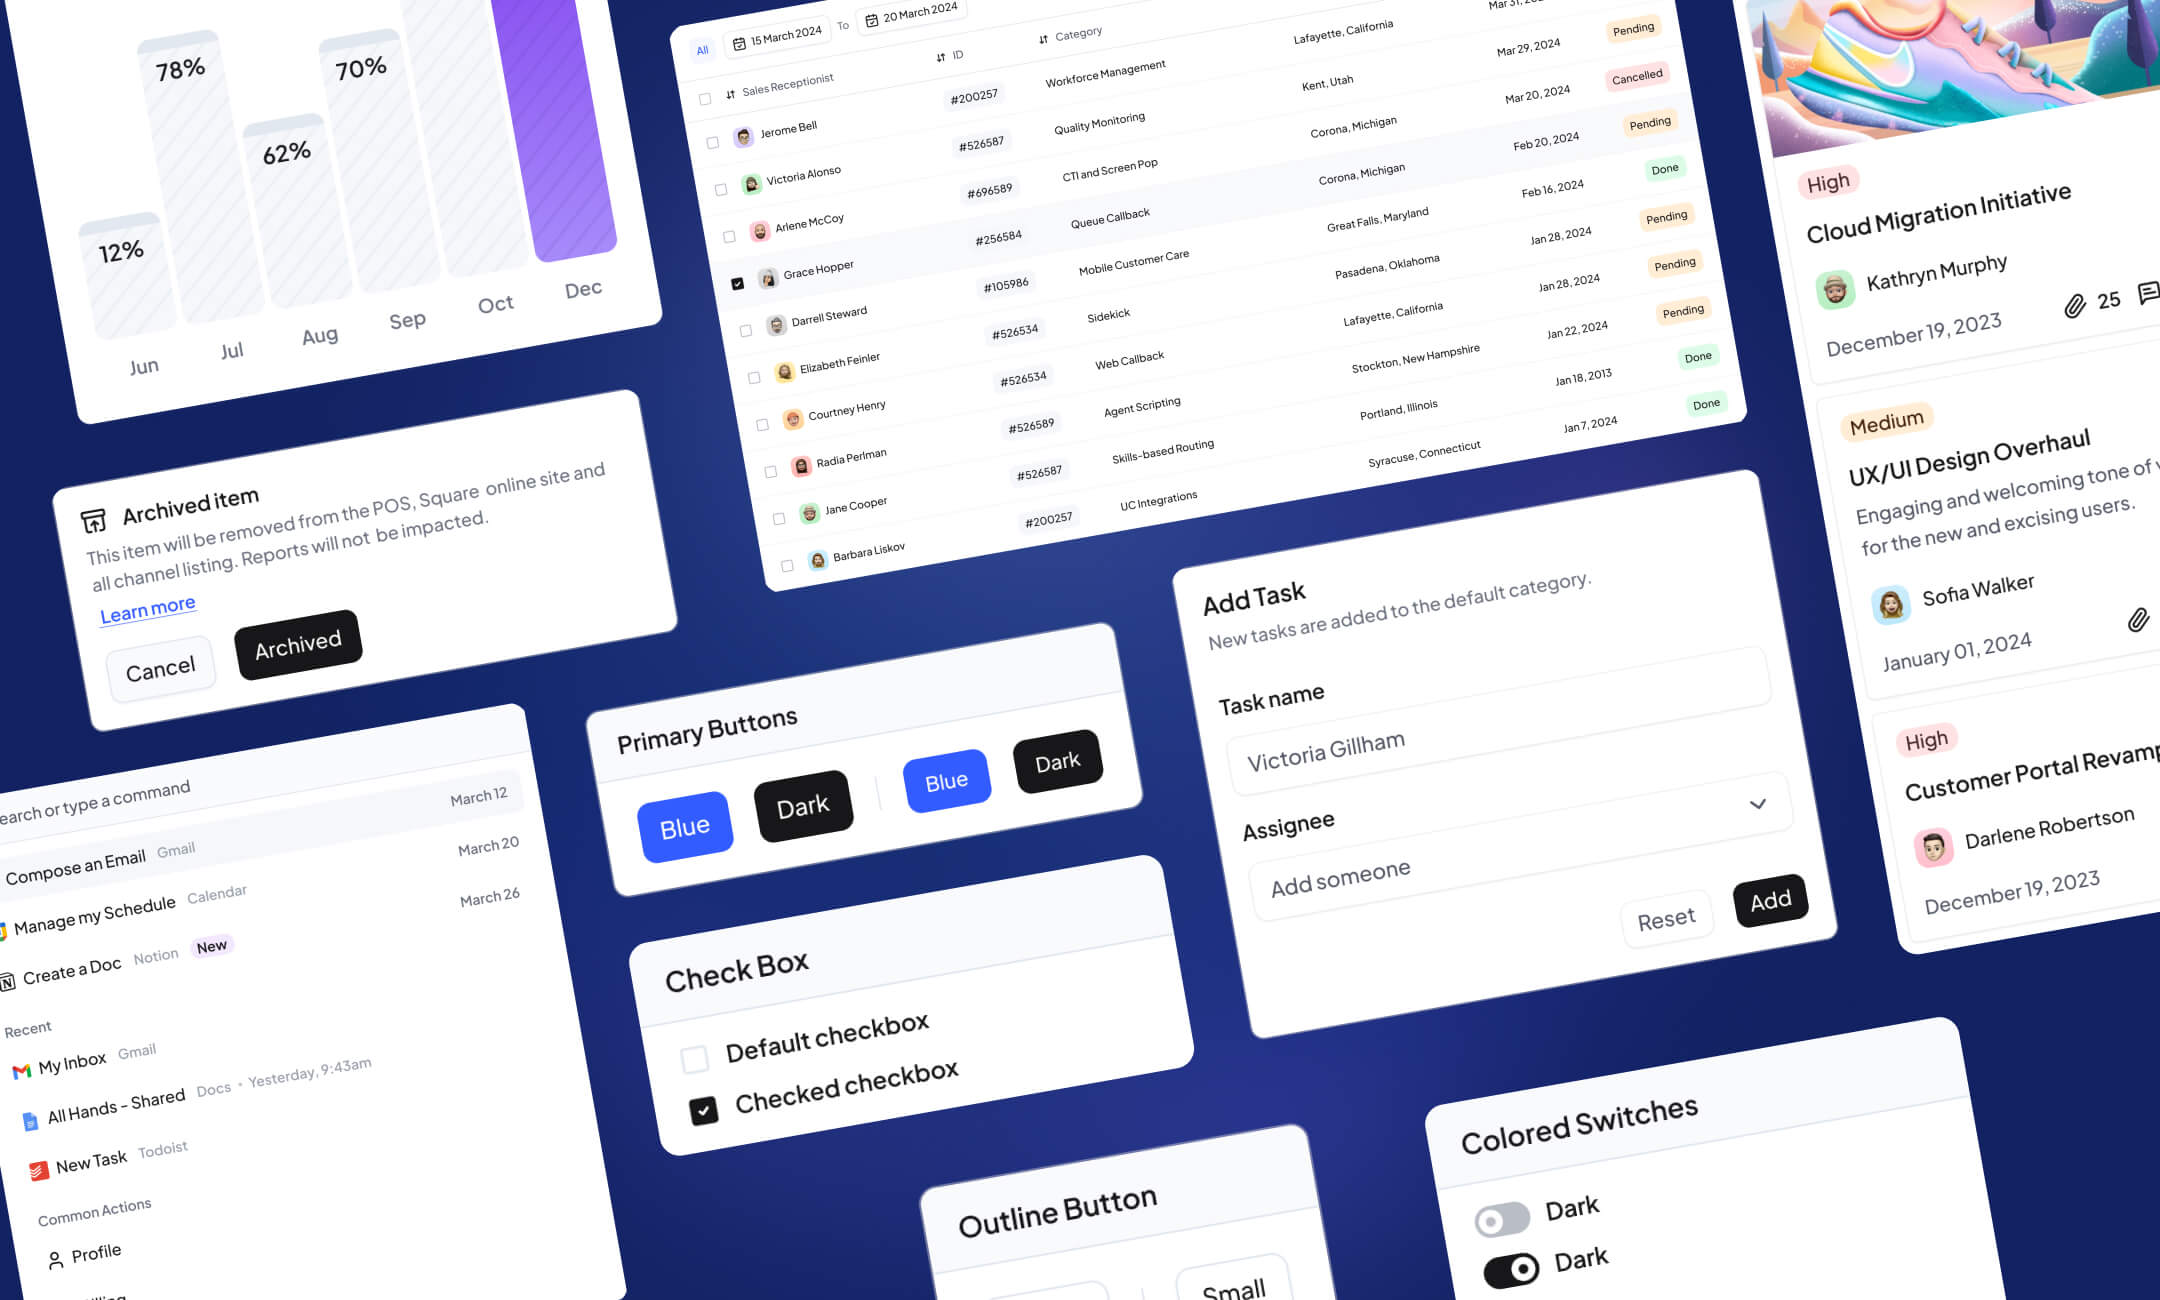 78%
70%
62%
12%
Jun
Jul
Aug
Sep
Oct
Dec
All
15 March 2024
To
20 March 2024
Sales Receptionist
ID
Category
Jerome Bell
#200257
Workforce Management
Lafayette, California
Victoria Alonso
#526587
Quality Monitoring
Kent, Utah
Mar 29, 2024
Pending
Arlene McCoy
#696589
CTI and Screen Pop
Corona, Michigan
Mar 20, 2024
Cancelled
Grace Hopper
#256584
Queue Callback
Corona, Michigan
Feb 20, 2024
Pending
Darrell Steward
#105986
Mobile Customer Care
Great Falls, Maryland
Feb 16, 2024
Done
Elizabeth Feinler
#526534
Sidekick
Pasadena, Oklahoma
Jan 28, 2024
Pending
Courtney Henry
#526534
Web Callback
Lafayette, California
Jan 28, 2024
Pending
Radia Perlman
#526589
Agent Scripting
Stockton, New Hampshire
Jan 22, 2024
Pending
Jane Cooper
#526587
Skills-based Routing
Portland, Illinois
Jan 18, 2013
Done
Barbara Liskov
#200257
UC Integrations
Syracuse, Connecticut
Jan 7, 2024
Done
High
Cloud Migration Initiative
Kathryn Murphy
December 19, 2023
25
Medium
UX/UI Design Overhaul
Engaging and welcoming tone of
for the new and excising users.
Sofia Walker
January 01, 2024
High
Customer Portal Revamp
Darlene Robertson
December 19, 2023
Archived item
This item will be removed from the POS, Square online site and
all channel listing. Reports will not be impacted.
Learn more
Cancel
Archived
earch or type a command
Compose an Email
Gmail
March 12
Manage my Schedule
Calendar
March 20
Create a Doc
Notion
New
March 26
Recent
My Inbox
Gmail
All Hands - Shared
Docs • Yesterday, 9:43am
New Task
Todoist
Common Actions
Profile
Primary Buttons
Blue
Dark
Blue
Dark
Check Box
Default checkbox
Checked checkbox
Add Task
New tasks are added to the default category.
Task name
Victoria Gillham
Assignee
Add someone
Reset
Add
Outline Button
Small
Colored Switches
Dark
Dark